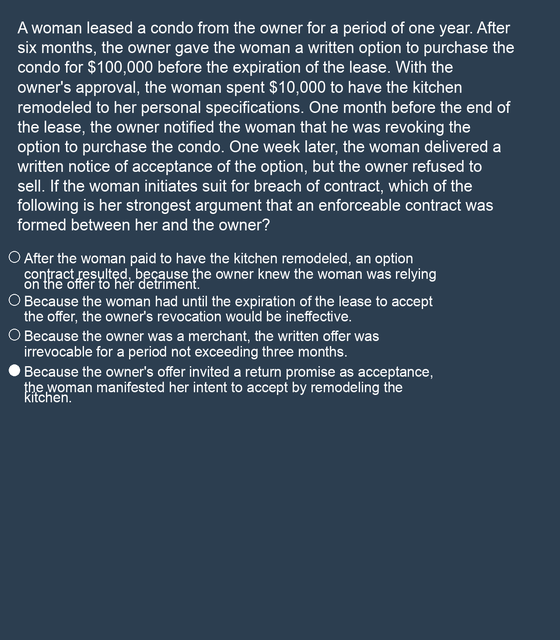 A woman leased a condo from the owner for a period of one year. After
six months, the owner gave the woman a written option to purchase the
condo for $100,000 before the expiration of the lease. With the
owner's approval, the woman spent $10,000 to have the kitchen
remodeled to her personal specifications. One month before the end of
the lease, the owner notified the woman that he was revoking the
option to purchase the condo. One week later, the woman delivered a
written notice of acceptance of the option, but the owner refused to
sell. If the woman initiates suit for breach of contract, which of the
following is her strongest argument that an enforceable contract was
formed between her and the owner?
After the woman paid to have the kitchen remodeled, an option
contract resulted, because the owner knew the woman was relying
on the offer to her detriment.
Because the woman had until the expiration of the lease to accept
the offer, the owner's revocation would be ineffective.
Because the owner was a merchant, the written offer was
irrevocable for a period not exceeding three months.
Because the owner's offer invited a return promise as acceptance,
the woman manifested her intent to accept by remodeling the
kitchen.